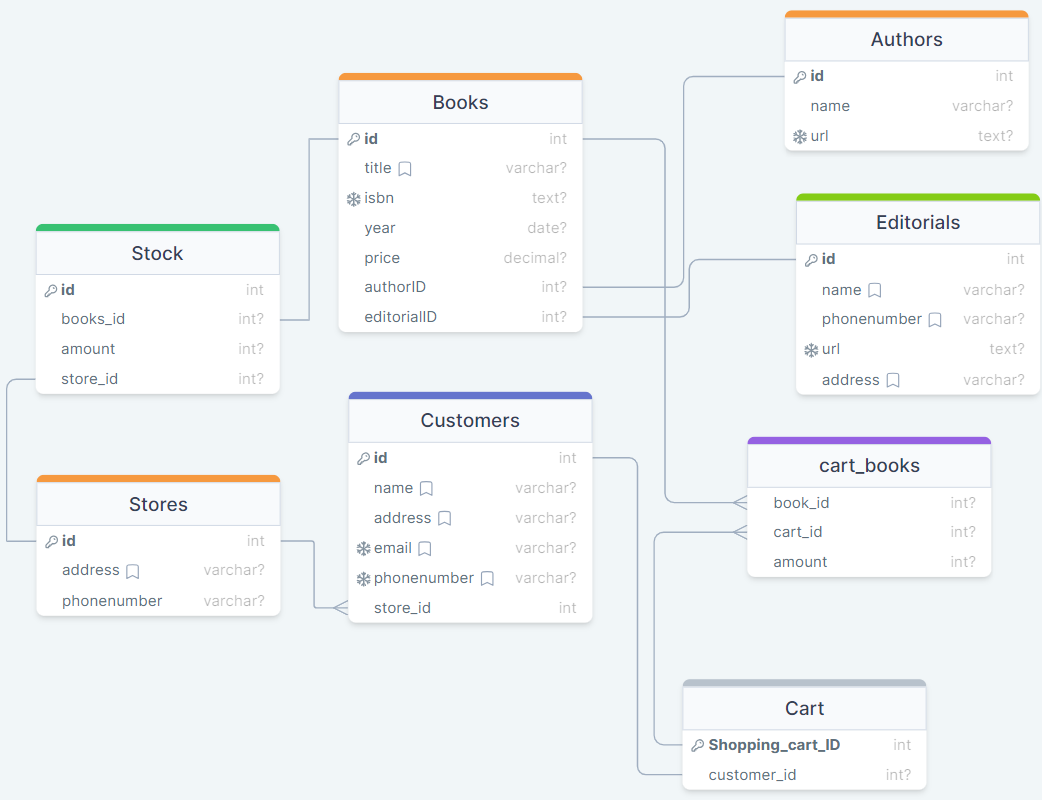 Authors
id int
name varchar?
url text?
Books
id int
title varchar?
isbn text?
year date?
price decimal?
authorID int?
editorialID int?
Editorials
id int
name varchar?
phonenumber varchar?
url text?
address varchar?
Stock
id int
books_id int?
amount int?
store_id int?
Customers
id int
name varchar?
address varchar?
email varchar?
phonenumber varchar?
store_id int
cart_books
book_id int?
cart_id int?
amount int?
Stores
id int
address varchar?
phonenumber varchar?
Cart
Shopping_cart_ID int
customer_id int?